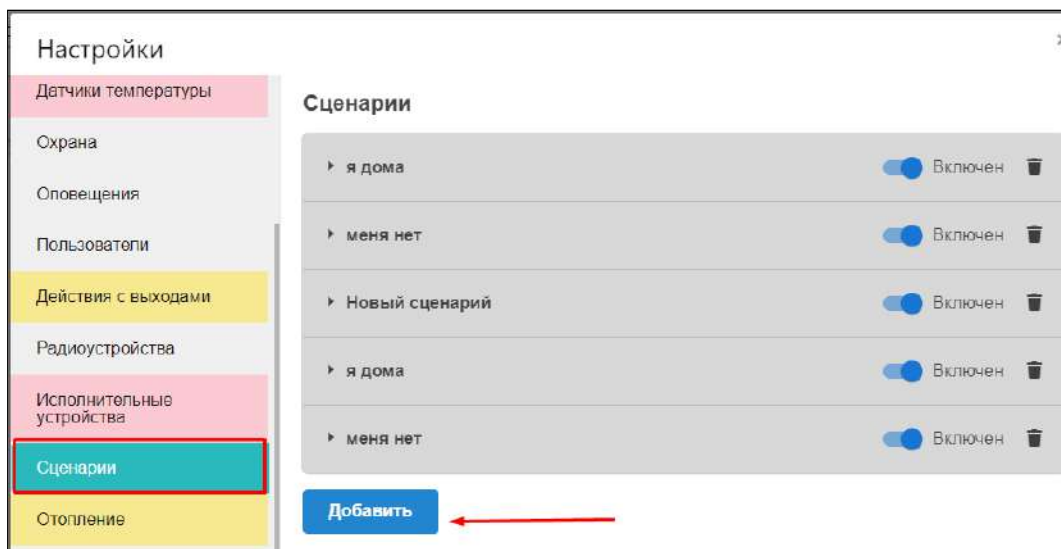 Настройки
Датчики температуры
Охрана
Оповещения
Пользователи
Действия с выходами
Радиоустройства
Исполнительные
устройства
Сценарии
Отопление
Сценарии
я дома
Включен
меня нет
Включен
Новый сценарий
Включен
я дома
Включен
меня нет
Включен
Добавить